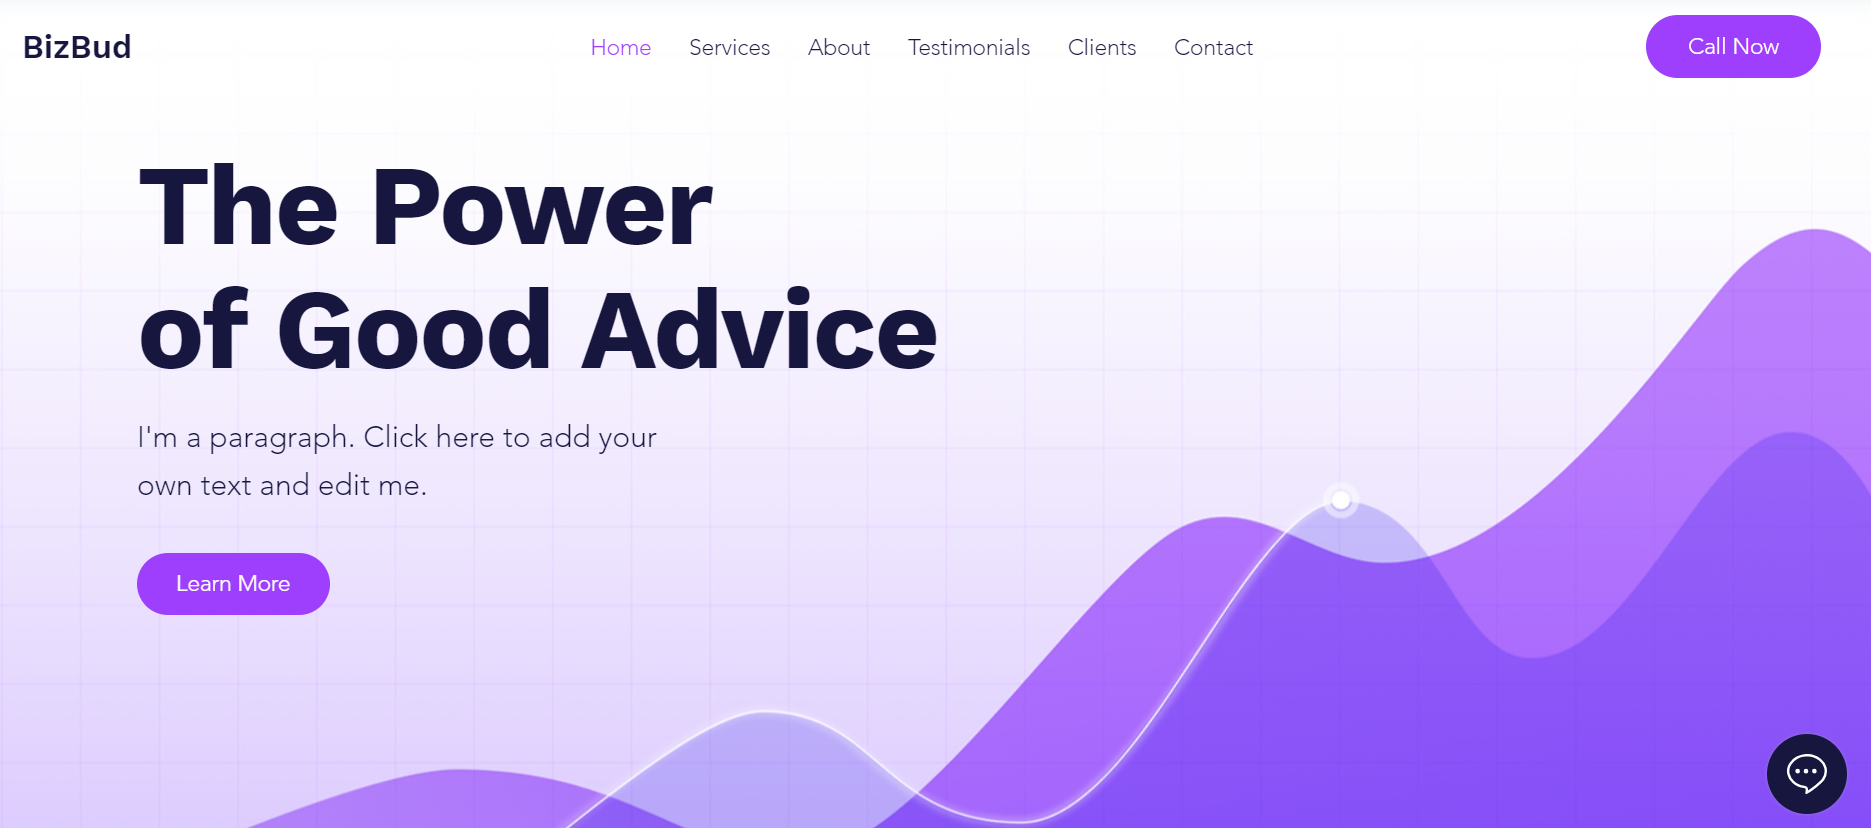 BizBud
Home Services About Testimonials Clients Contact
Call Now
The Power
of Good Advice
I'm a paragraph. Click here to add your
own text and edit me.
Learn More